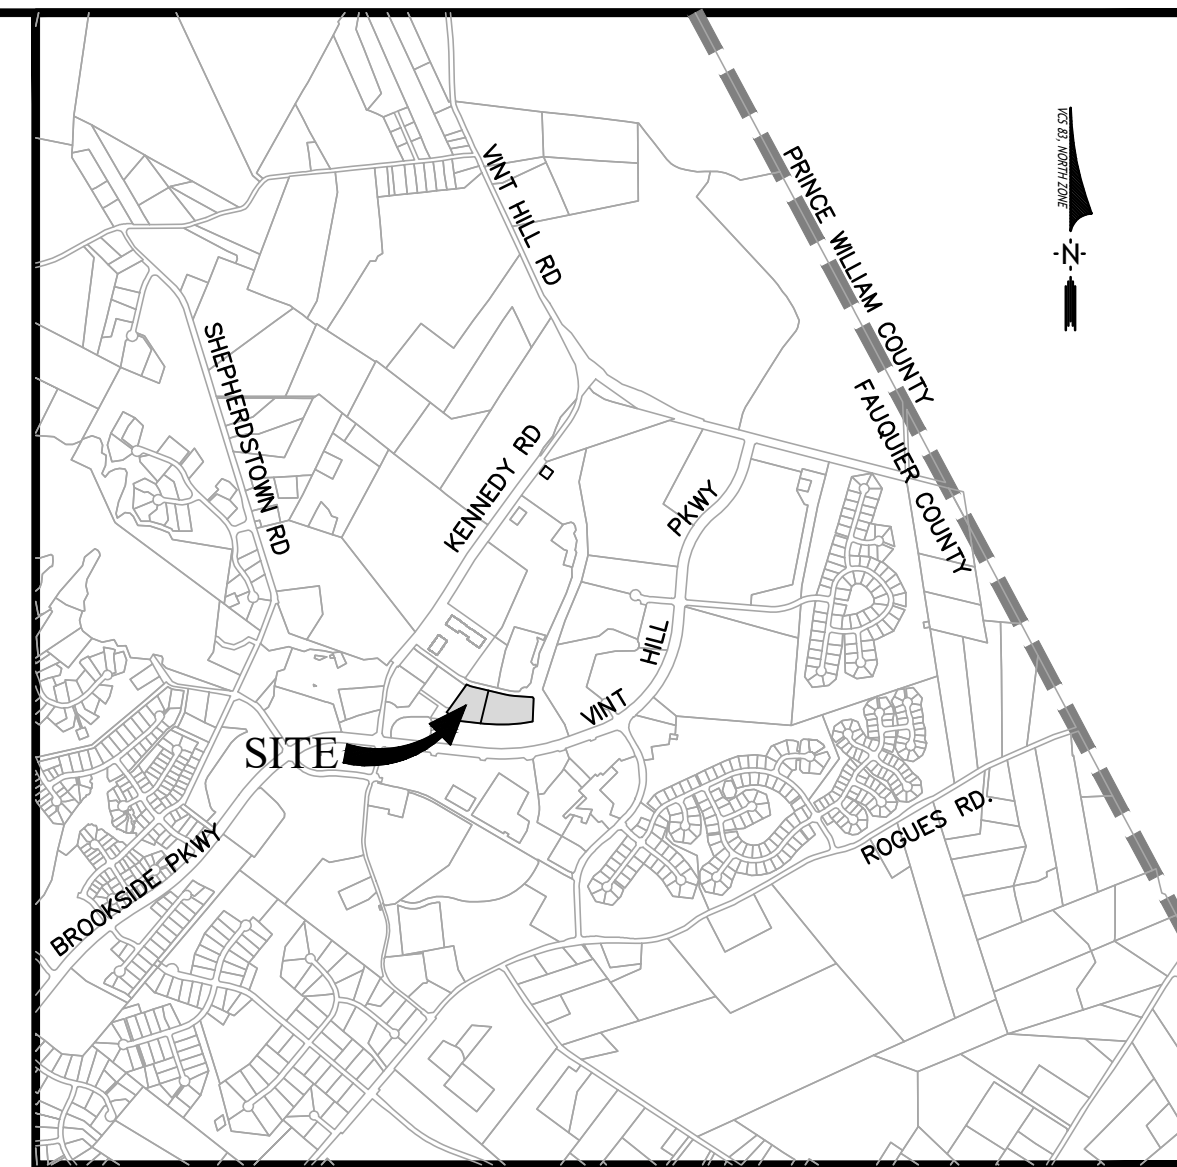 VINT HILL RD
PRINCE WILLIAM COUNTY
FAUQUIER COUNTY
VCS 83, NORTH ZONE
-N-
SHEPHERDSTOWN RD
KENNEDY RD
PKWY
HILL
VINT
SITE
ROGUES RD.
BROOKSIDE PKWY